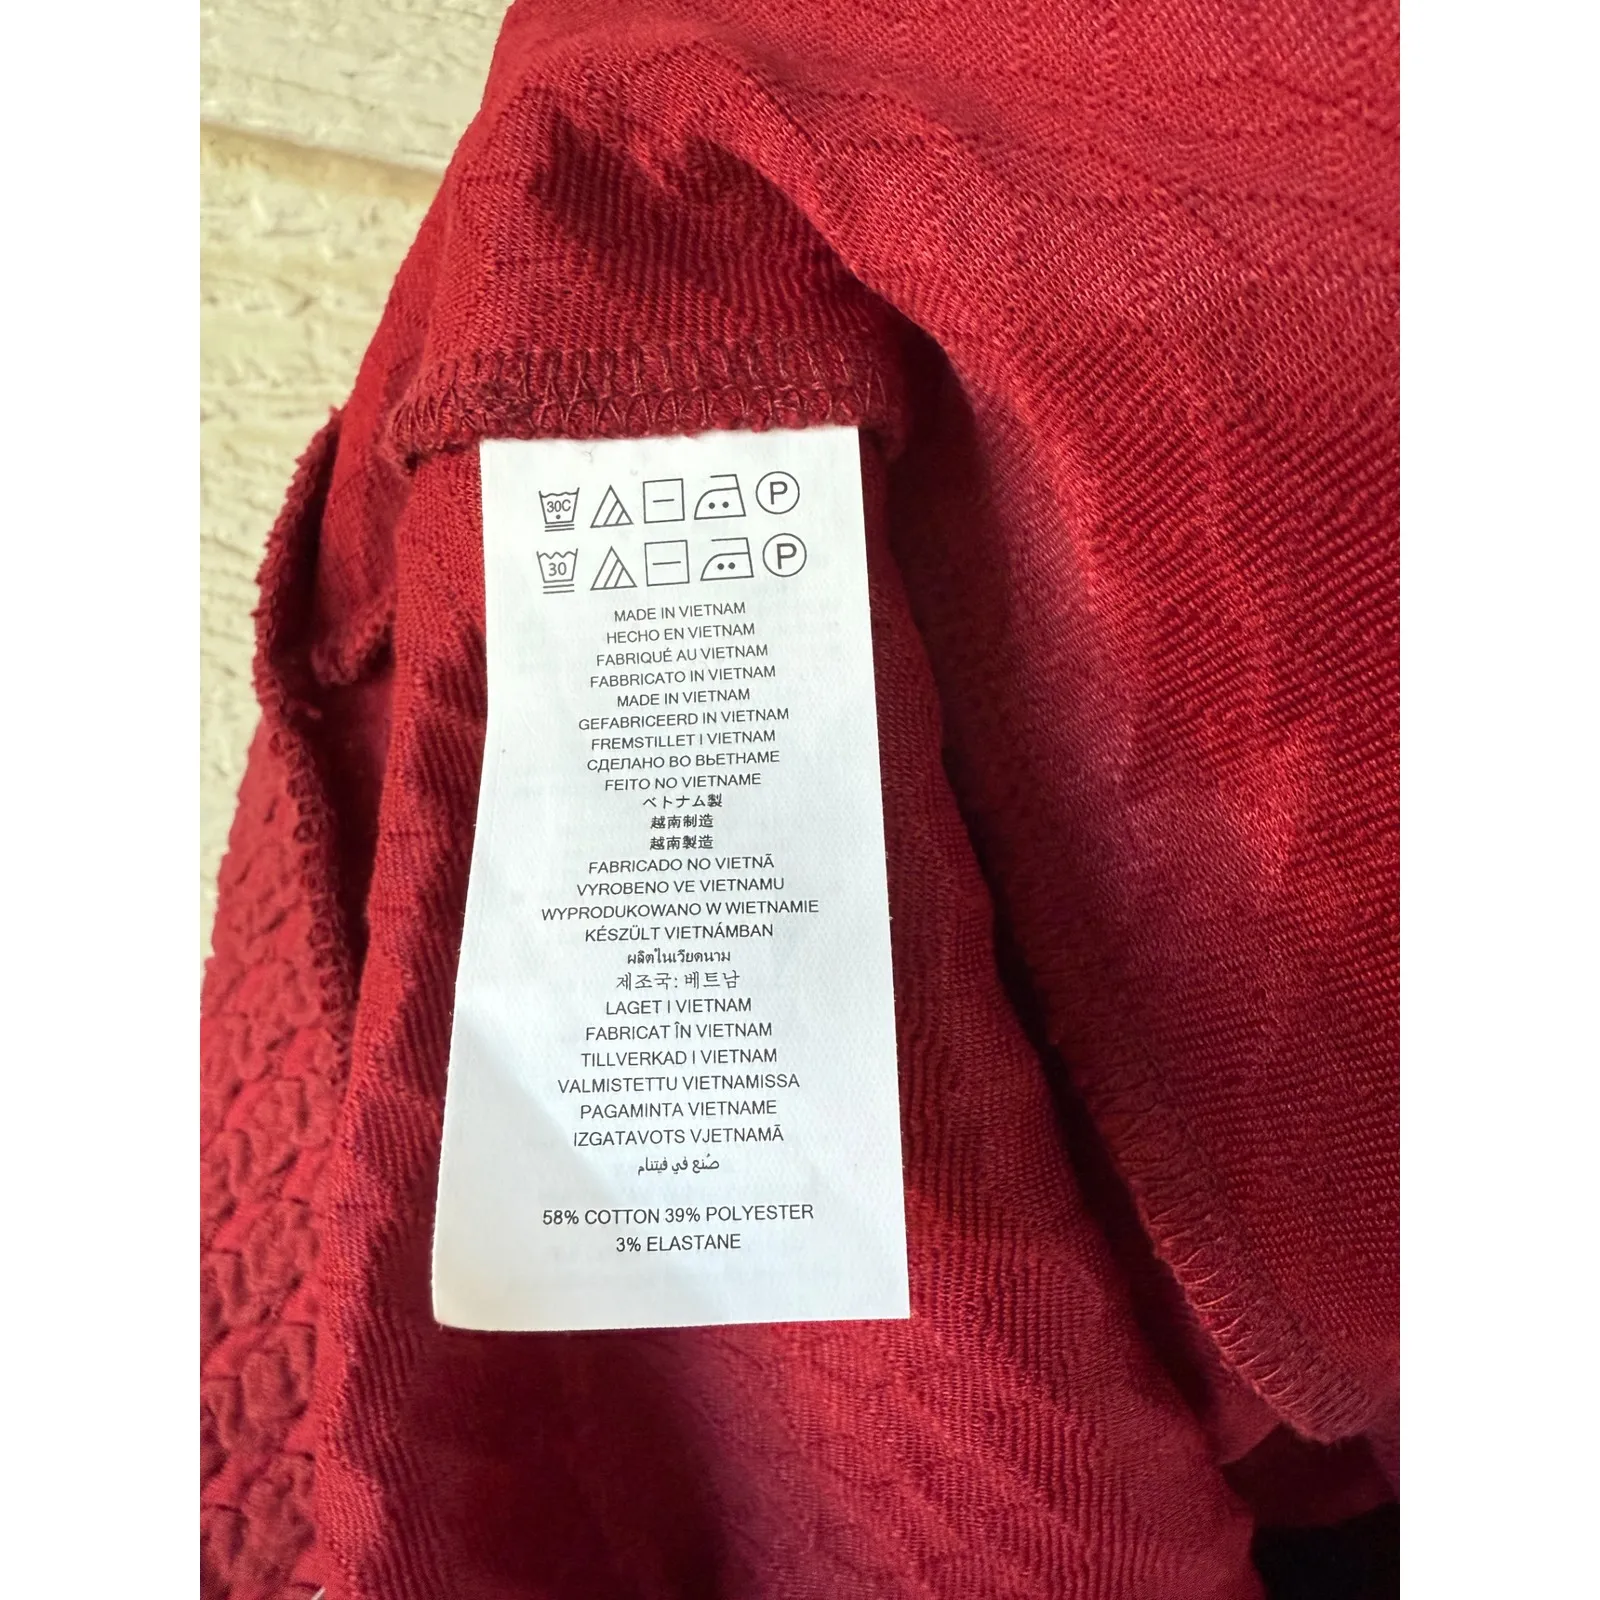 30C P
30 P
MADE IN VIETNAM
HECHO EN VIETNAM
FABRIQUÉ AU VIETNAM
FABBRICATO IN VIETNAM
MADE IN VIETNAM
GEFABRICEERD IN VIETNAM
FREMSTILLET I VIETNAM
СДЕЛАНО ВО ВЬЕТНАМЕ
FEITO NO VIETNAME
ベトナム製
越南制造
越南製造
FABRICADO NO VIETNÃ
VYROBENO VE VIETNAMU
WYPRODUKOWANO W WIETNAMIE
KÉSZÜLT VIETNÁMBAN
ผลิตในเวียดนาม
제조국: 베트남
LAGET I VIETNAM
FABRICAT ÎN VIETNAM
TILLVERKAD I VIETNAM
VALMISTETTU VIETNAMISSA
PAGAMINTA VIETNAME
IZGATAVOTS VJETNAMĀ
صُنع في فيتنام
58% COTTON 39% POLYESTER
3% ELASTANE